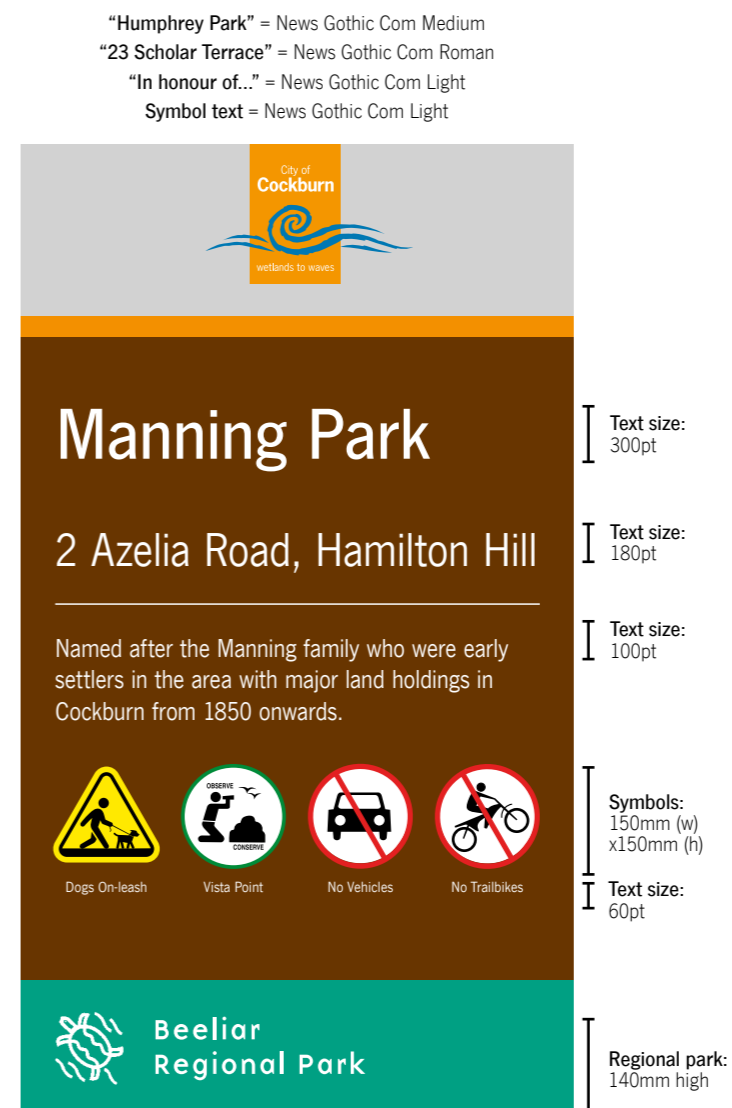 “Humphrey Park” = News Gothic Com Medium
“23 Scholar Terrace” = News Gothic Com Roman
“In honour of...” = News Gothic Com Light
Symbol text = News Gothic Com Light
City of
Cockburn
wetlands to waves
Manning Park
Text size:
300pt
2 Azelia Road, Hamilton Hill
Text size:
180pt
Named after the Manning family who were early
settlers in the area with major land holdings in
Cockburn from 1850 onwards.
Text size:
100pt
OBSERVE
CONSERVE
Symbols:
150mm (w)
x150mm (h)
Dogs On-leash
Vista Point
No Vehicles
No Trailbikes
Text size:
60pt
Beeliar
Regional Park
Regional park:
140mm high